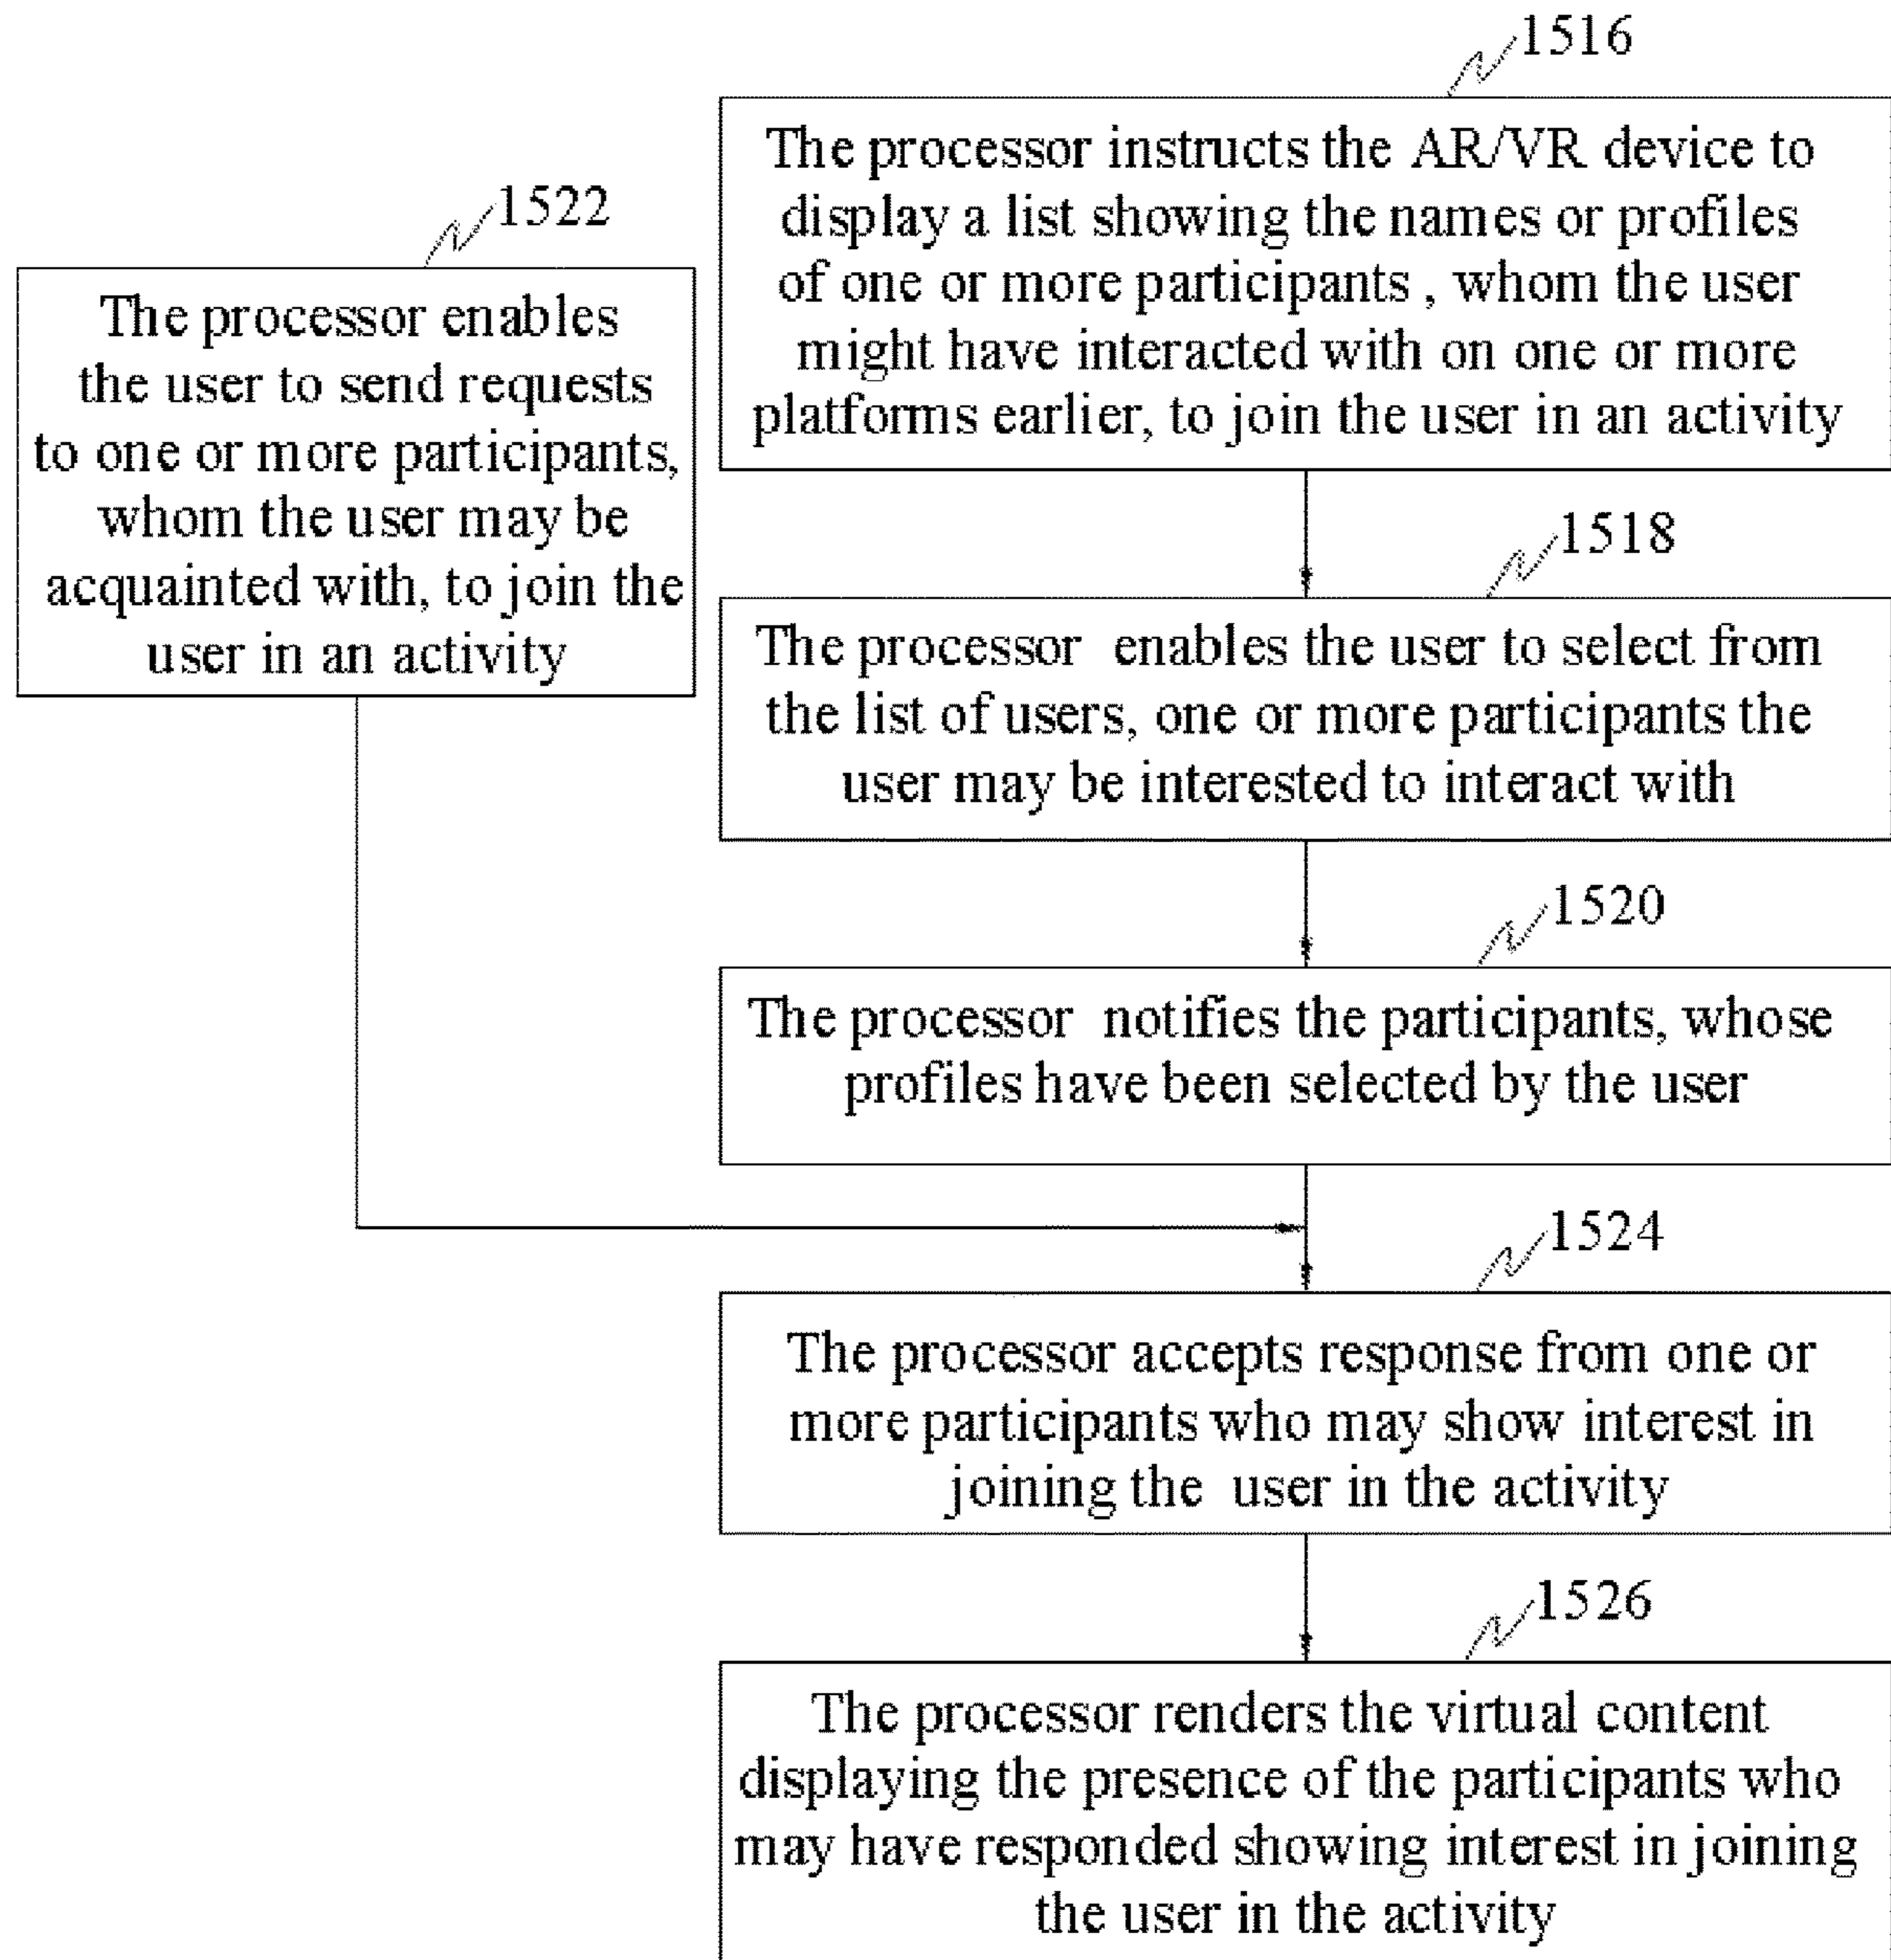 1516
The processor instructs the AR/VR device to
display a list showing the names or profiles
of one or more participants , whom the user
might have interacted with on one or more
platforms earlier, to join the user in an activity
1522
The processor enables
the user to send requests
to one or more participants,
whom the user may be
acquainted with, to join the
user in an activity
1518
The processor enables the user to select from
the list of users, one or more participants the
user may be interested to interact with
1520
The processor notifies the participants, whose
profiles have been selected by the user
1524
The processor accepts response from one or
more participants who may show interest in
joining the user in the activity
1526
The processor renders the virtual content
displaying the presence of the participants who
may have responded showing interest in joining
the user in the activity